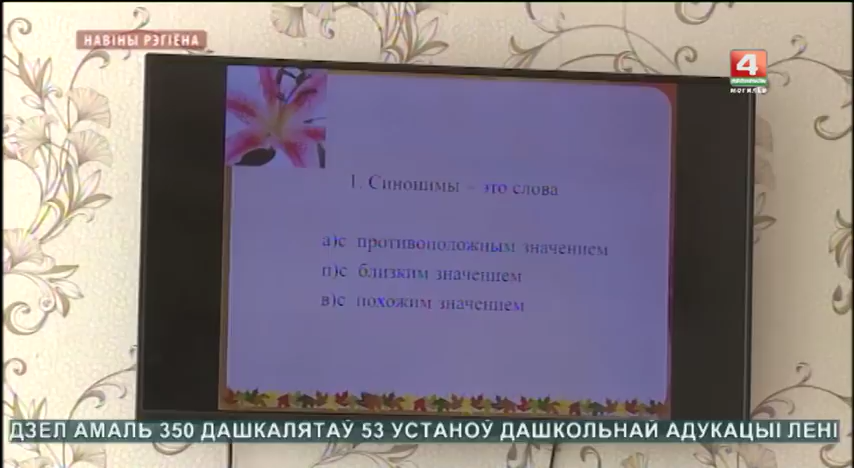 НАВІНЫ РЭГІЁНА
4
МОГИЛЕВ
1. Синонимы – это слова
а)с противоположным значением
п)с близким значением
в)с похожим значением
ДЗЕЛ АМАЛЬ 350 ДАШКАЛЯТАЎ 53 УСТАНОЎ ДАШКОЛЬНАЙ АДУКАЦЫІ ЛЕНІ